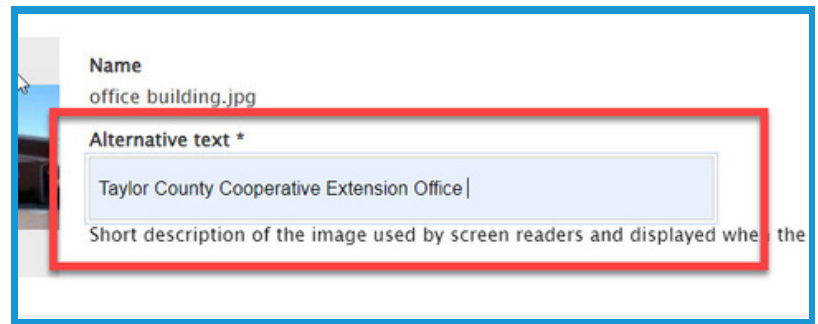 Name
office building.jpg
Alternative text *
Taylor County Cooperative Extension Office
Short description of the image used by screen readers and displayed when the